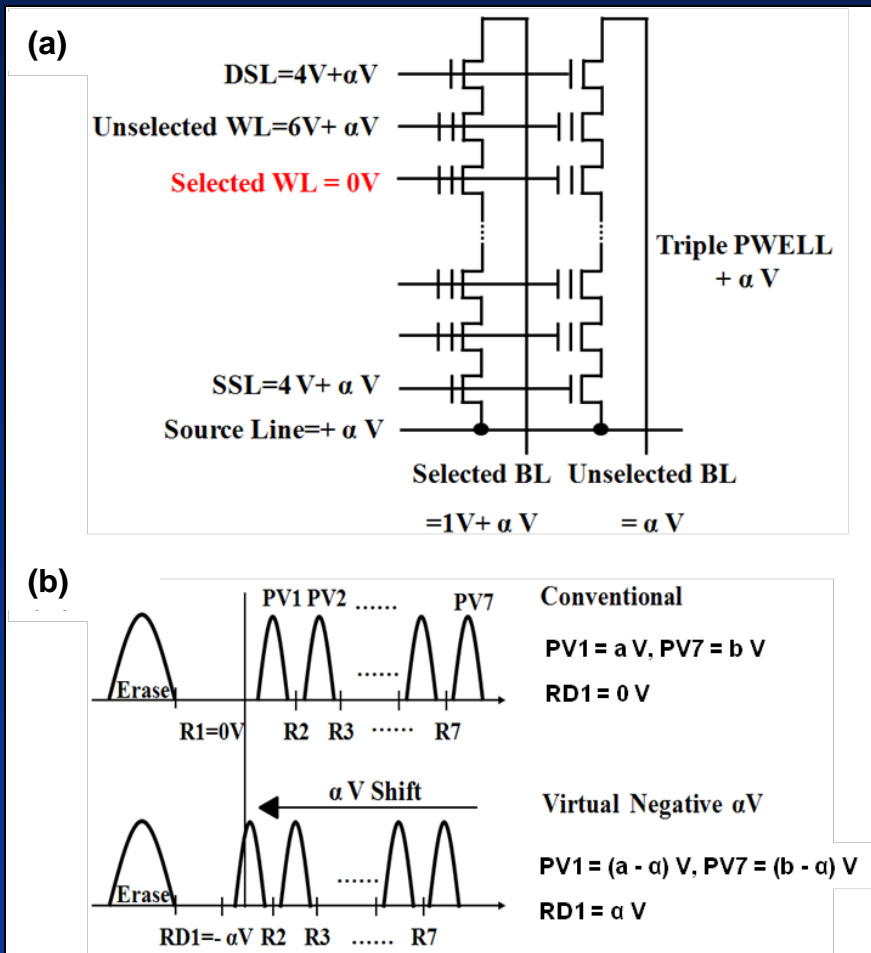 (a)
DSL=4V+αV
Unselected WL=6V+ αV
Selected WL = 0V
Triple PWELL
+ α V
SSL=4V+ α V
Source Line=+ α V
Selected BL Unselected BL
=1V+ α V = α V
(b)
PV1 PV2 ...... PV7
Conventional
PV1 = a V, PV7 = b V
RD1 = 0 V
......
Erase
R1=0V R2 R3 ...... R7
α V Shift
Virtual Negative αV
PV1 = (a - α) V, PV7 = (b - α) V
RD1 = α V
......
Erase
RD1=- αV R2 R3 ...... R7